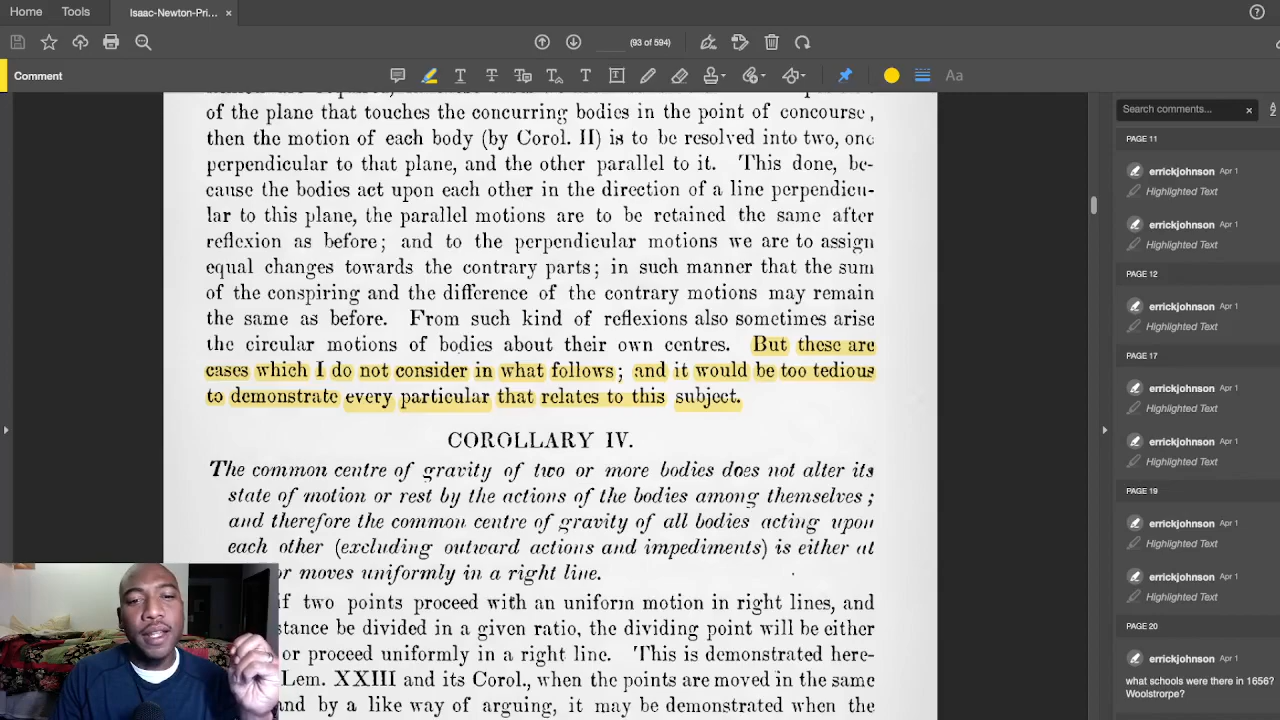 Home
Tools
Isaac-Newton-Pri... ×
(93 of 594)
Comment
Aa
of the plane that touches the concurring bodies in the point of concourse,
then the motion of each body (by Corol. II) is to be resolved into two, one
perpendicular to that plane, and the other parallel to it. This done, be-
cause the bodies act upon each other in the direction of a line perpendicu-
lar to this plane, the parallel motions are to be retained the same after
reflexion as before; and to the perpendicular motions we are to assign
equal changes towards the contrary parts; in such manner that the sum
of the conspiring and the difference of the contrary motions may remain
the same as before. From such kind of reflexions also sometimes arise
the circular motions of bodies about their own centres. But these are
cases which I do not consider in what follows; and it would be too tedious
to demonstrate every particular that relates to this subject.
COROLLARY IV.
The common centre of gravity of two or more bodies does not alter its
state of motion or rest by the actions of the bodies among themselves;
and therefore the common centre of gravity of all bodies acting upon
each other (excluding outward actions and impediments) is either at
or moves uniformly in a right line.
if two points proceed with an uniform motion in right lines, and
stance be divided in a given ratio, the dividing point will be either
or proceed uniformly in a right line. This is demonstrated here-
Lem. XXIII and its Corol., when the points are moved in the same
and by a like way of arguing, it may be demonstrated when the
Search comments...
PAGE 11
errickjohnson Apr 1
Highlighted Text
errickjohnson Apr 1
Highlighted Text
PAGE 12
errickjohnson Apr 1
Highlighted Text
PAGE 17
errickjohnson Apr 1
Highlighted Text
errickjohnson Apr 1
Highlighted Text
PAGE 19
errickjohnson Apr 1
Highlighted Text
errickjohnson Apr 1
Highlighted Text
PAGE 20
errickjohnson Apr 1
what schools were there in 1656?
Woolstrorpe?